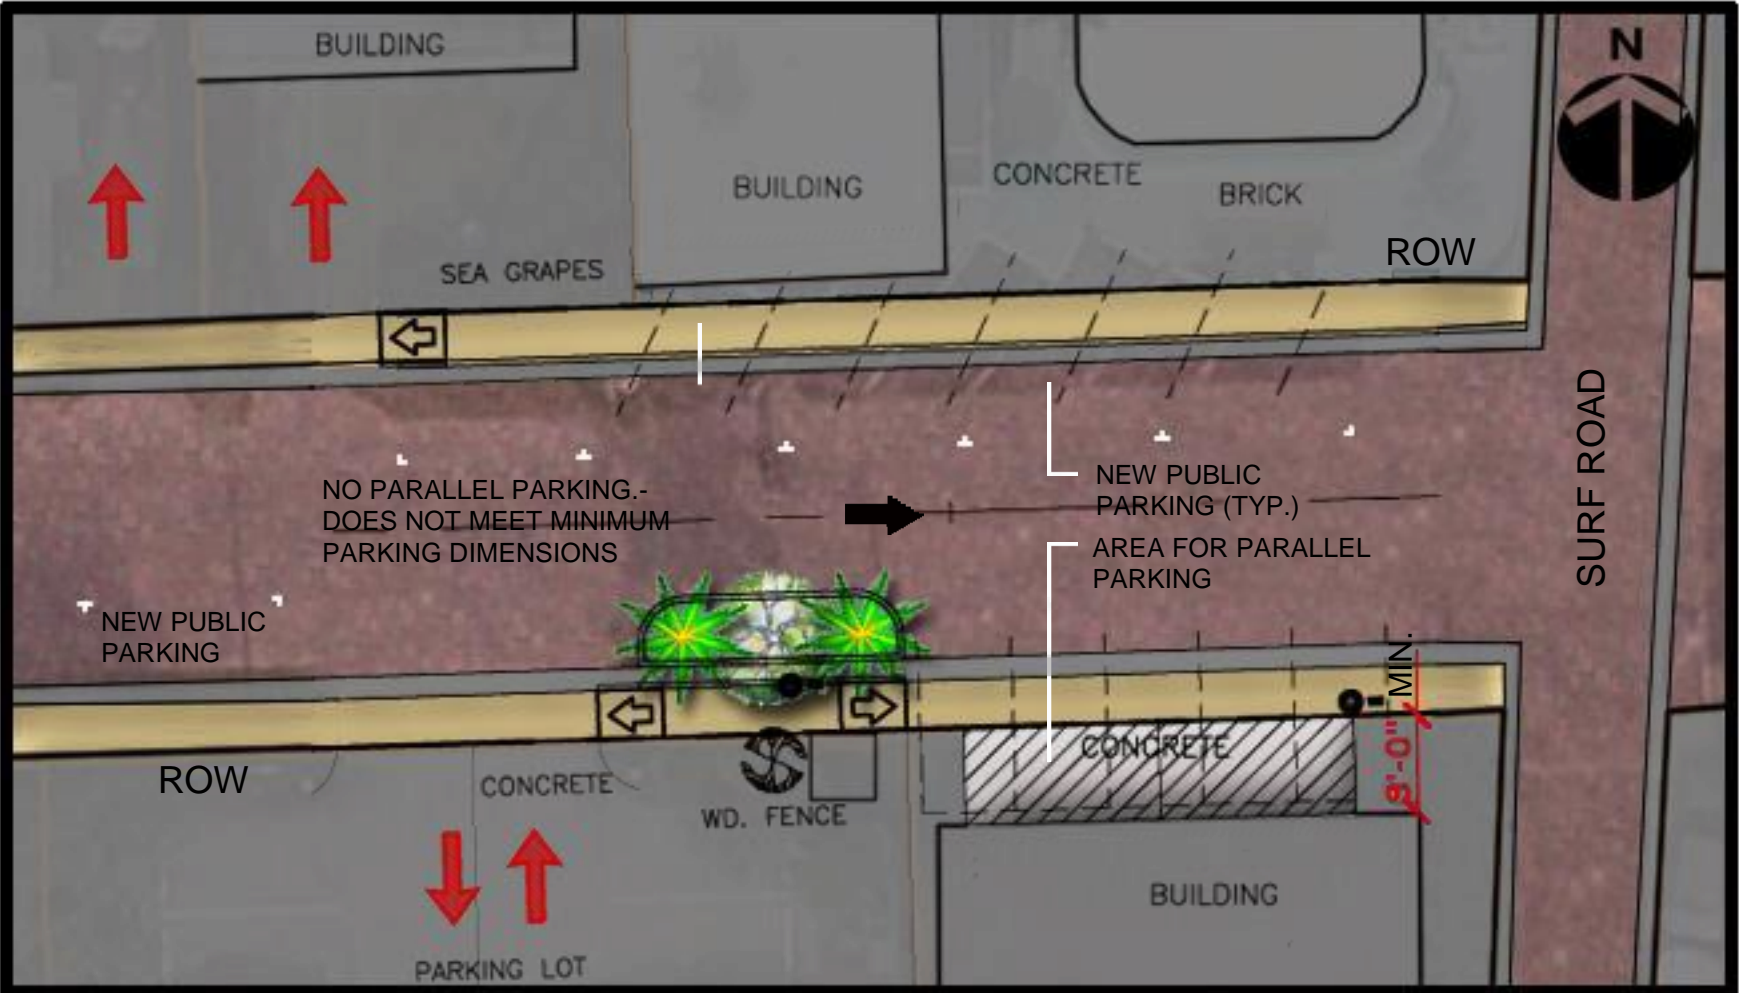 N
BUILDING
BUILDING
CONCRETE
BRICK
ROW
SEA GRAPES
SURF ROAD
NO PARALLEL PARKING.-
DOES NOT MEET MINIMUM
PARKING DIMENSIONS
NEW PUBLIC
PARKING (TYP.)
AREA FOR PARALLEL
PARKING
NEW PUBLIC
PARKING
MIN.
9'-0"
CONCRETE
ROW
CONCRETE
WD. FENCE
BUILDING
PARKING LOT